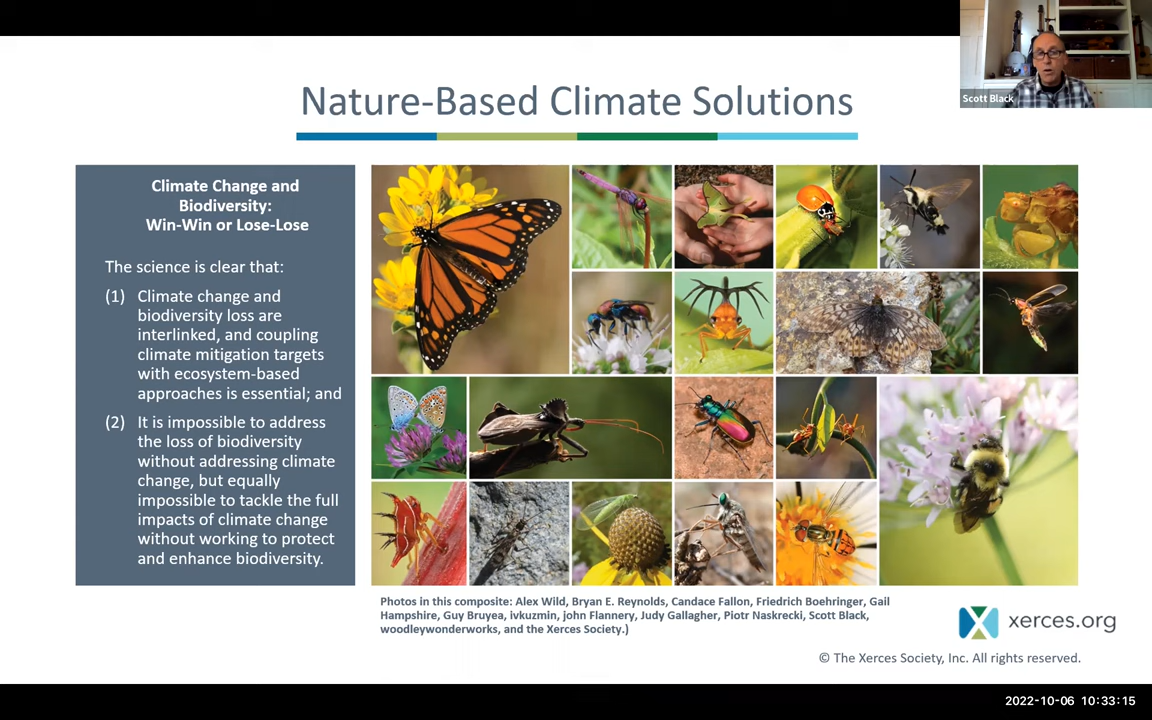 Scott Black
Nature-Based Climate Solutions
Climate Change and
Biodiversity:
Win-Win or Lose-Lose
The science is clear that:
(1) Climate change and
biodiversity loss are
interlinked, and coupling
climate mitigation targets
with ecosystem-based
approaches is essential; and
(2) It is impossible to address
the loss of biodiversity
without addressing climate
change, but equally
impossible to tackle the full
impacts of climate change
without working to protect
and enhance biodiversity.
Photos in this composite: Alex Wild, Bryan E. Reynolds, Candace Fallon, Friedrich Boehringer, Gail
Hampshire, Guy Bruyea, ivkuzmin, john Flannery, Judy Gallagher, Piotr Naskrecki, Scott Black,
woodleywonderworks, and the Xerces Society.)
xerces.org
© The Xerces Society, Inc. All rights reserved.
2022-10-06 10:33:15